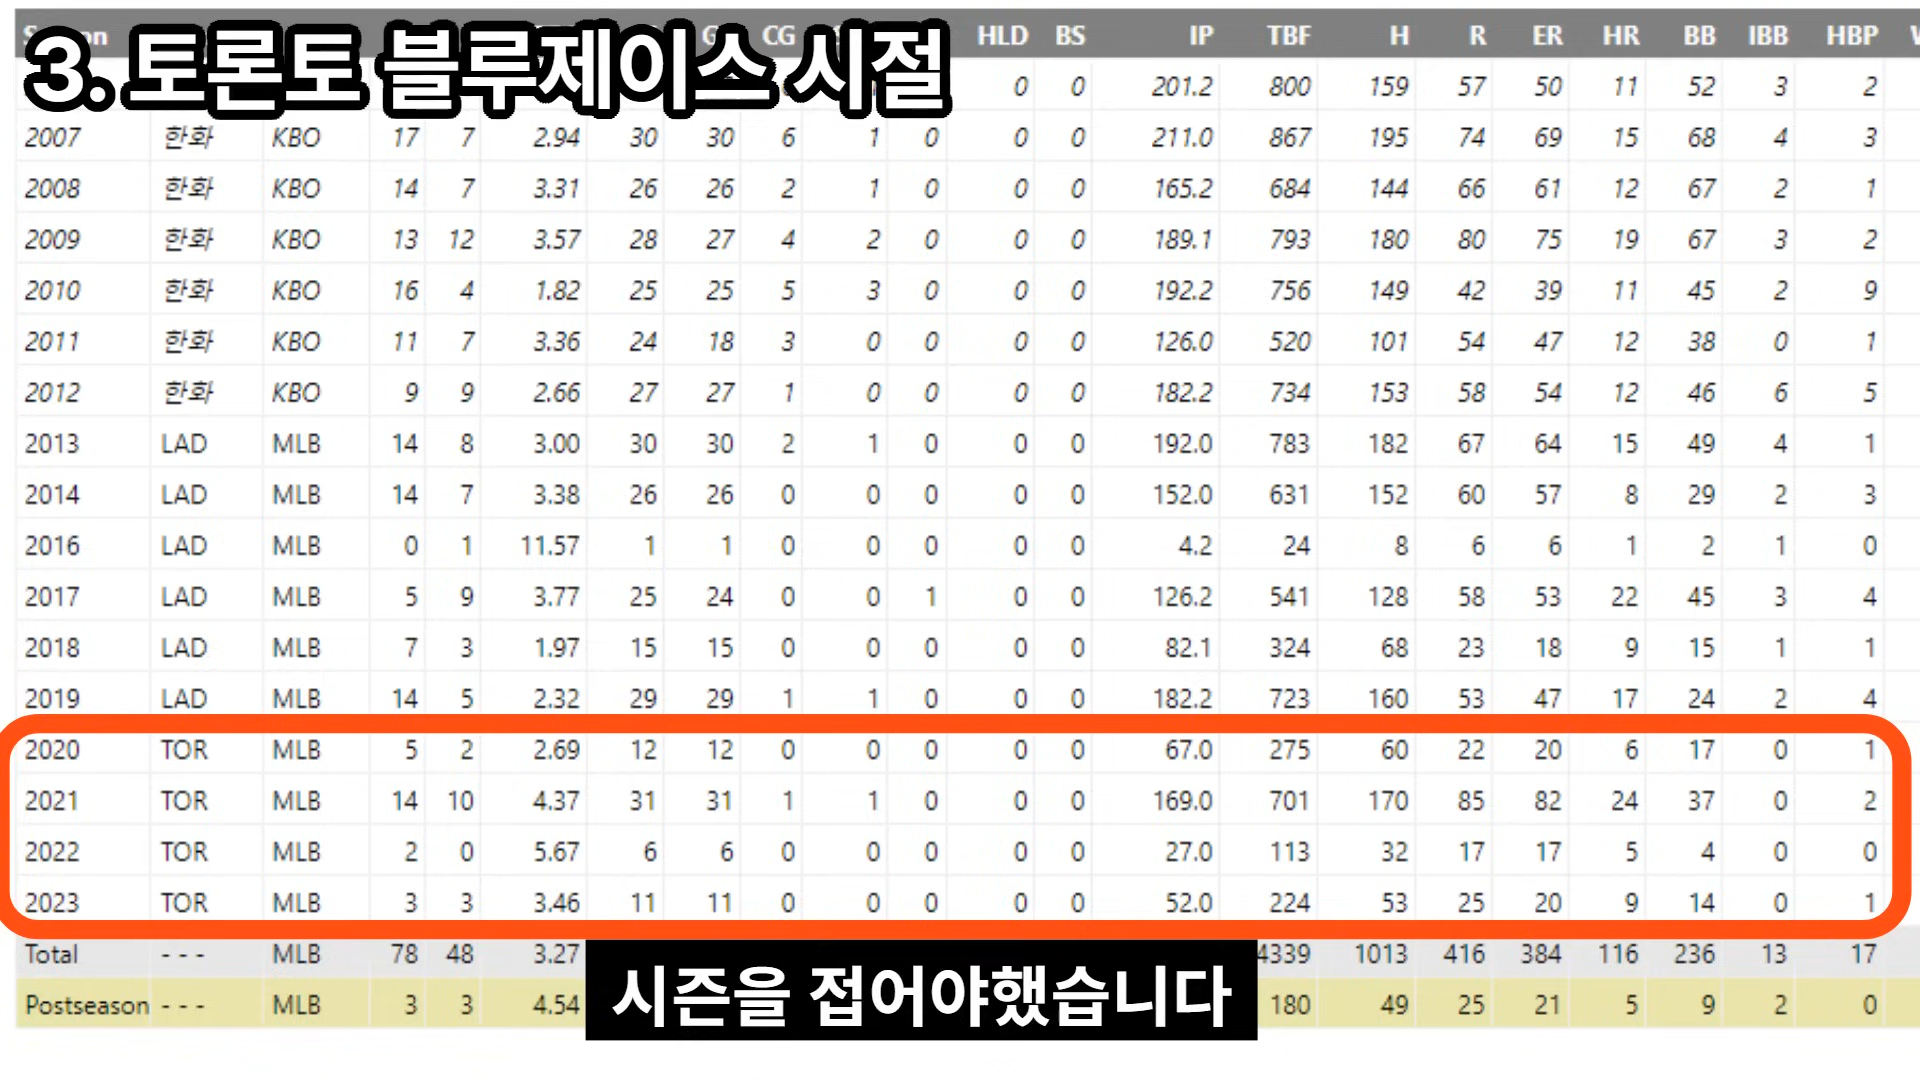 3. 토론토 블루제이스 시절
CG HLD BS IP TBF H R ER HR BB IBB HBP
0 0 201.2 800 159 57 50 11 52 3 2
2007 한화 KBO 17 7 2.94 30 30 6 1 0 0 0 211.0 867 195 74 69 15 68 4 3
2008 한화 KBO 14 7 3.31 26 26 2 1 0 0 0 165.2 684 144 66 61 12 67 2 1
2009 한화 KBO 13 12 3.57 28 27 4 2 0 0 0 189.1 793 180 80 75 19 67 3 2
2010 한화 KBO 16 4 1.82 25 25 5 3 0 0 0 192.2 756 149 42 39 11 45 2 9
2011 한화 KBO 11 7 3.36 24 18 3 0 0 0 0 126.0 520 101 54 47 12 38 0 1
2012 한화 KBO 9 9 2.66 27 27 1 0 0 0 0 182.2 734 153 58 54 12 46 6 5
2013 LAD MLB 14 8 3.00 30 30 2 1 0 0 0 192.0 783 182 67 64 15 49 4 1
2014 LAD MLB 14 7 3.38 26 26 0 0 0 0 0 152.0 631 152 60 57 8 29 2 3
2016 LAD MLB 0 1 11.57 1 1 0 0 0 0 0 4.2 24 8 6 6 1 2 1 0
2017 LAD MLB 5 9 3.77 25 24 0 0 1 0 0 126.2 541 128 58 53 22 45 3 4
2018 LAD MLB 7 3 1.97 15 15 0 0 0 0 0 82.1 324 68 23 18 9 15 1 1
2019 LAD MLB 14 5 2.32 29 29 1 1 0 0 0 182.2 723 160 53 47 17 24 2 4
2020 TOR MLB 5 2 2.69 12 12 0 0 0 0 0 67.0 275 60 22 20 6 17 0 1
2021 TOR MLB 14 10 4.37 31 31 1 1 0 0 0 169.0 701 170 85 82 24 37 0 2
2022 TOR MLB 2 0 5.67 6 6 0 0 0 0 0 27.0 113 32 17 17 5 4 0 0
2023 TOR MLB 3 3 3.46 11 11 0 0 0 0 0 52.0 224 53 25 20 9 14 0 1
Total - - - MLB 78 48 3.27 4339 1013 416 384 116 236 13 17
Postseason - - - MLB 3 3 4.54 180 49 25 21 5 9 2 0
시즌을 접어야했습니다